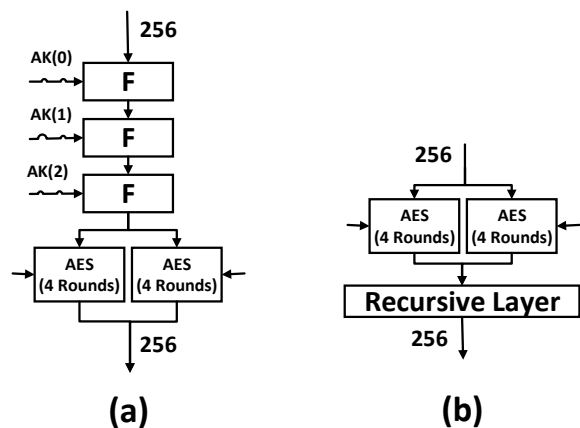 256
AK(0)
F
AK(1)
F
AK(2)
F
AES
(4 Rounds)
AES
(4 Rounds)
256
(a)
256
AES
(4 Rounds)
AES
(4 Rounds)
Recursive Layer
256
(b)